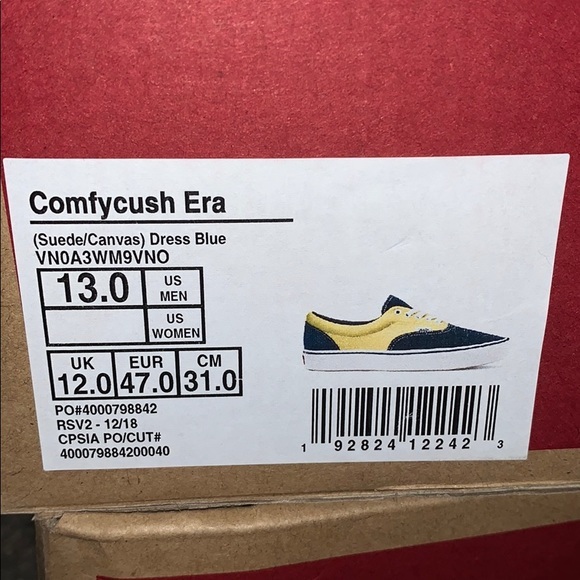 Comfycush Era
(Suede/Canvas) Dress Blue
VN0A3WM9VNO
13.0 US MEN
US WOMEN
UK EUR CM
12.0 47.0 31.0
PO#4000798842
RSV2 - 12/18
CPSIA PO/CUT#
400079884200040
1 92824 12242 3